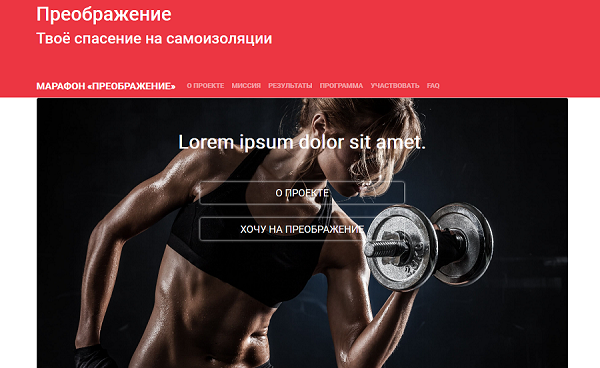 Преображение
Твоё спасение на самоизоляции
МАРАФОН «ПРЕОБРАЖЕНИЕ» О ПРОЕКТЕ МИССИЯ РЕЗУЛЬТАТЫ ПРОГРАММА УЧАСТВОВАТЬ FAQ
Lorem ipsum dolor sit amet.
О ПРОЕКТЕ
ХОЧУ НА ПРЕОБРАЖЕНИЕ